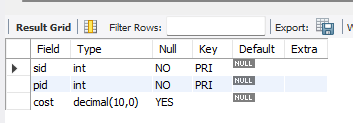 Result Grid Filter Rows: Export: W
Field Type Null Key Default Extra
sid int NO PRI NULL
pid int NO PRI NULL
cost decimal(10,0) YES NULL